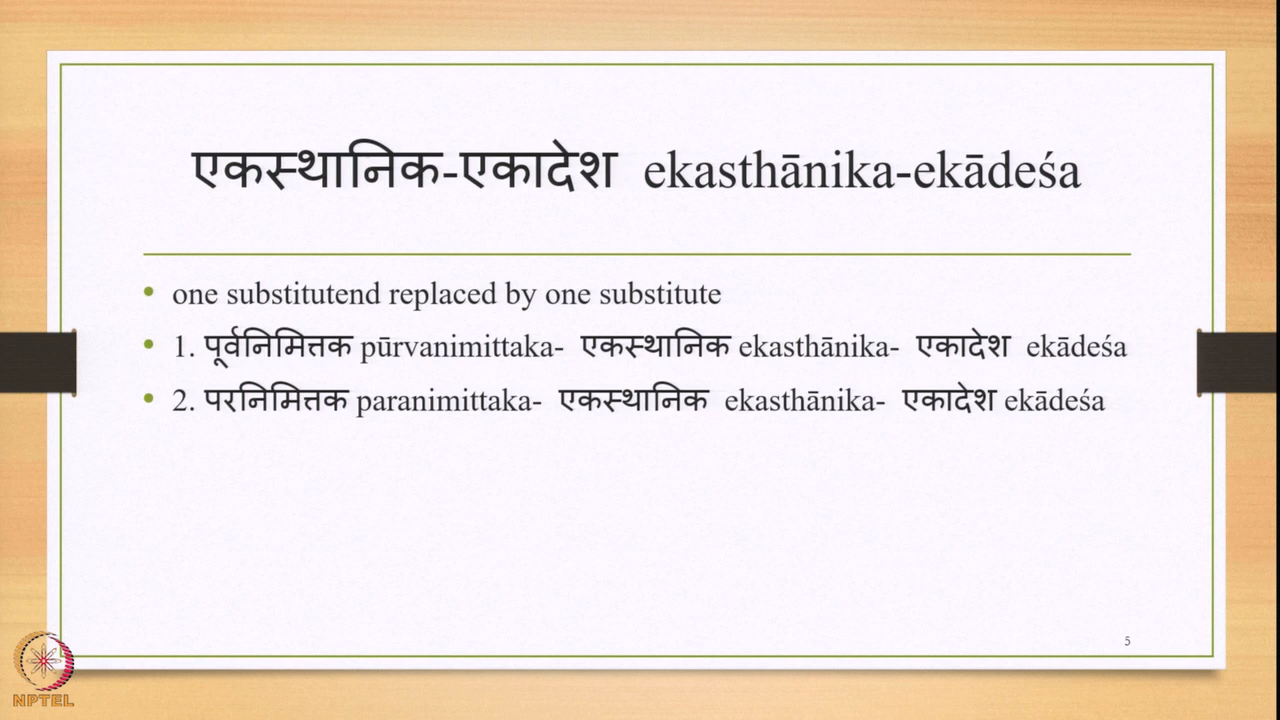 एकस्थानिक-एकादेश ekasthānika-ekādeśa
• one substitutend replaced by one substitute
• 1. पूर्वनिमित्तक pūrvanimittaka- एकस्थानिक ekasthānika- एकादेश ekādeśa
• 2. परनिमित्तक paranimittaka- एकस्थानिक ekasthānika- एकादेश ekādeśa
5
NPTEL